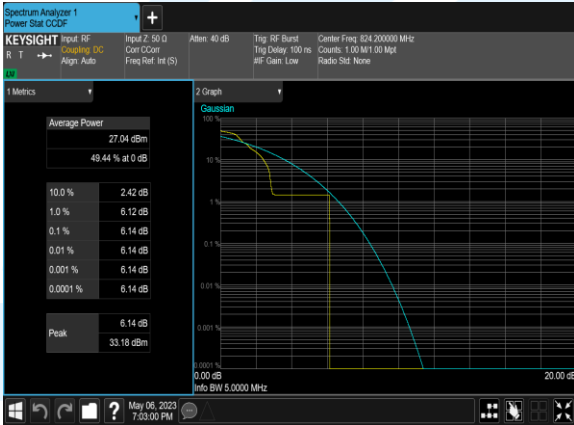 Spectrum Analyzer 1
Power Stat CCDF
+
KEYSIGHT
R T
LM
Input: RF
Coupling: DC
Align: Auto
Input Z: 50 Ω
Corr CCorr
Freq Ref: Int (S)
Atten: 40 dB
Trig: RF Burst
Trig Delay: 100 ns
#IF Gain: Low
Center Freq: 824.200000 MHz
Counts: 1.00 M/1.00 Mpt
Radio Std: None
1 Metrics
Average Power
27.04 dBm
49.44 % at 0 dB
10.0 % 2.42 dB
1.0 % 6.12 dB
0.1 % 6.14 dB
0.01 % 6.14 dB
0.001 % 6.14 dB
0.0001 % 6.14 dB
Peak
6.14 dB
33.18 dBm
2 Graph
Gaussian
100 %
10 %
1 %
0.1 %
0.01 %
0.001 %
0.0001 %
0.00 dB 20.00 dB
Info BW 5.0000 MHz
?
May 06, 2023
7:03:00 PM